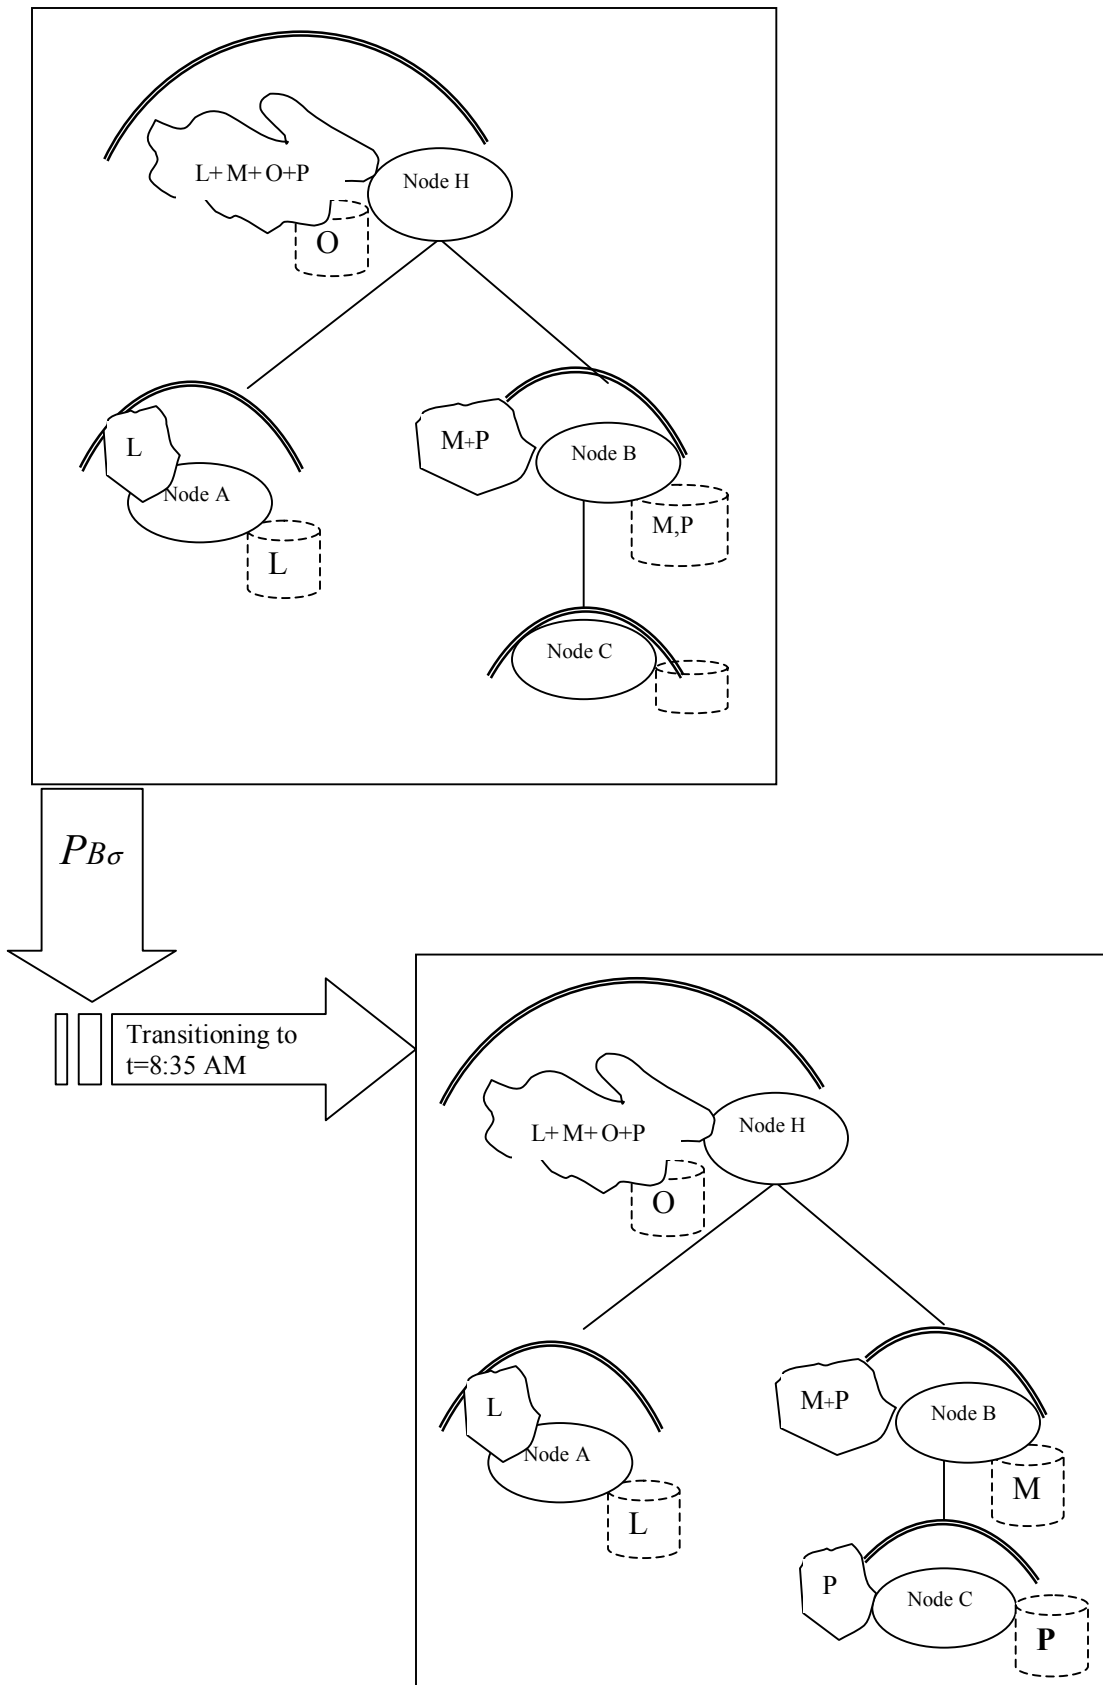 L+ M+ O+P
Node H
O
L
Node A
L
M+P
Node B
M,P
Node C
PBσ
Transitioning to
t=8:35 AM
L+ M+ O+P
Node H
O
L
Node A
L
M+P
Node B
M
P
Node C
P